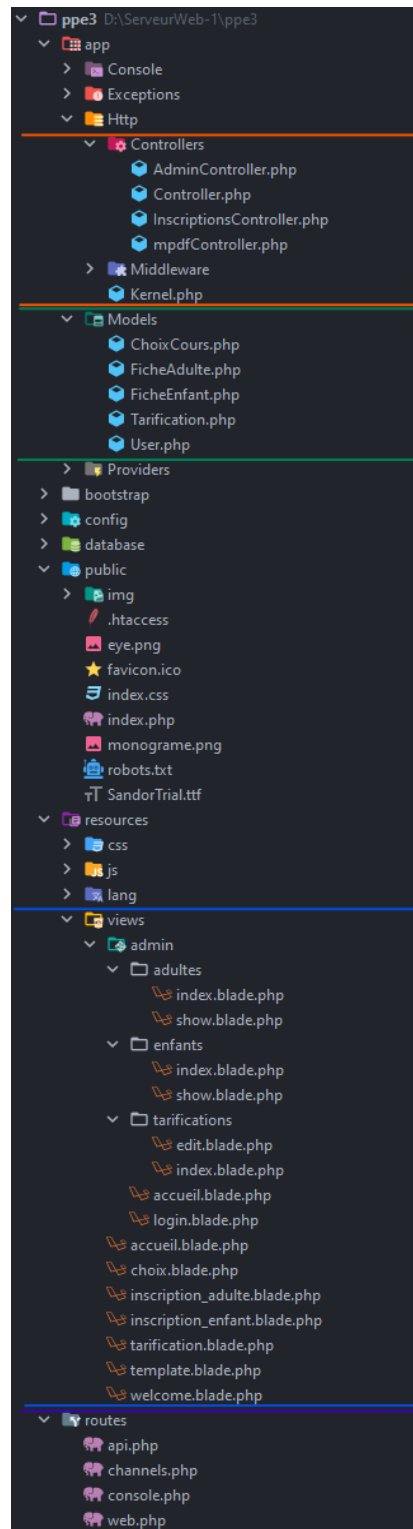 ppe3 D:\ServeurWeb-1\ppe3
app
Console
Exceptions
Http
Controllers
AdminController.php
Controller.php
InscriptionsController.php
mpdfController.php
Middleware
Kernel.php
Models
ChoixCours.php
FicheAdulte.php
FicheEnfant.php
Tarification.php
User.php
Providers
bootstrap
config
database
public
img
.htaccess
eye.png
favicon.ico
index.css
index.php
monograme.png
robots.txt
SandorTrial.ttf
resources
css
js
lang
views
admin
adultes
index.blade.php
show.blade.php
enfants
index.blade.php
show.blade.php
tarifications
edit.blade.php
index.blade.php
accueil.blade.php
login.blade.php
accueil.blade.php
choix.blade.php
inscription_adulte.blade.php
inscription_enfant.blade.php
tarification.blade.php
template.blade.php
welcome.blade.php
routes
api.php
channels.php
console.php
web.php